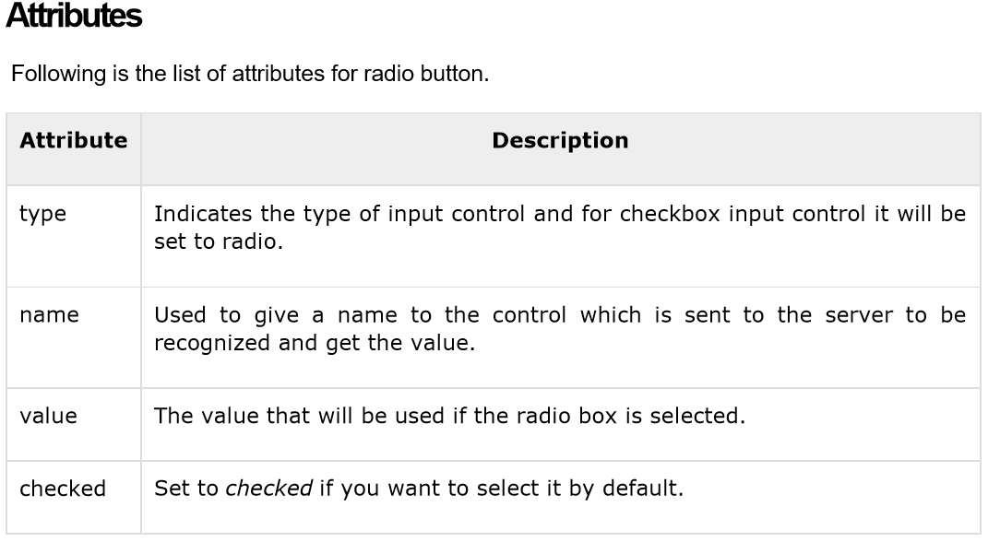 Attributes
Following is the list of attributes for radio button.
Attribute Description
type Indicates the type of input control and for checkbox input control it will be
set to radio.
name Used to give a name to the control which is sent to the server to be
recognized and get the value.
value The value that will be used if the radio box is selected.
checked Set to checked if you want to select it by default.